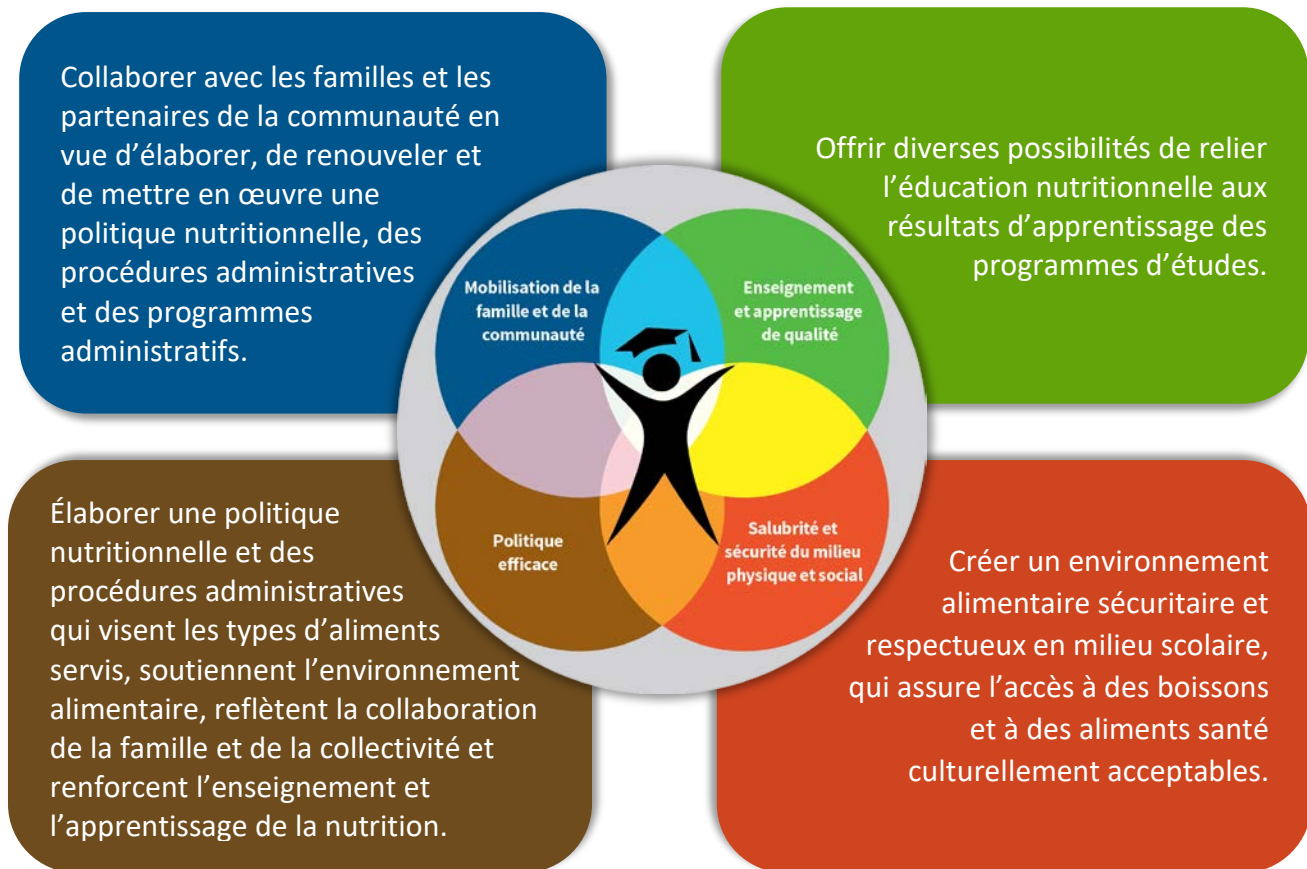 Collaborer avec les familles et les
partenaires de la communauté en
vue d’élaborer, de renouveler et
de mettre en œuvre une
politique nutritionnelle, des
procédures administratives
et des programmes
administratifs.
Offrir diverses possibilités de relier
l’éducation nutritionnelle aux
résultats d’apprentissage des
programmes d’études.
Mobilisation de la
famille et de la
communauté
Enseignement
et apprentissage
de qualité
Politique
efficace
Salubrité et
sécurité du milieu
physique et social
Élaborer une politique
nutritionnelle et des
procédures administratives
qui visent les types d’aliments
servis, soutiennent l’environnement
alimentaire, reflètent la collaboration
de la famille et de la collectivité et
renforcent l’enseignement et
l’apprentissage de la nutrition.
Créer un environnement
alimentaire sécuritaire et
respectueux en milieu scolaire,
qui assure l’accès à des boissons
et à des aliments santé
culturellement acceptables.